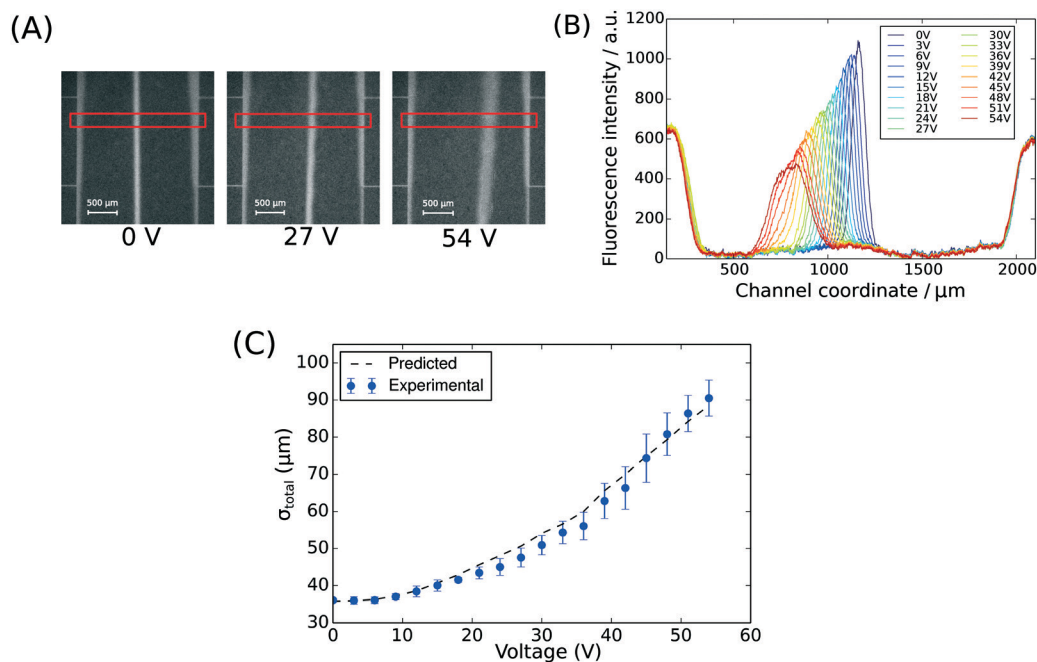 (A)
500 µm
500 µm
500 µm
0 V
27 V
54 V
(B)
Fluorescence intensity / a.u.
1200
1000
800
600
400
200
0
0V
3V
6V
9V
12V
15V
18V
21V
24V
27V
30V
33V
36V
39V
42V
45V
48V
51V
54V
500
1000
1500
2000
Channel coordinate / µm
(C)
σtotal (µm)
100
90
80
70
60
50
40
30
Predicted
Experimental
0
10
20
30
40
50
60
Voltage (V)